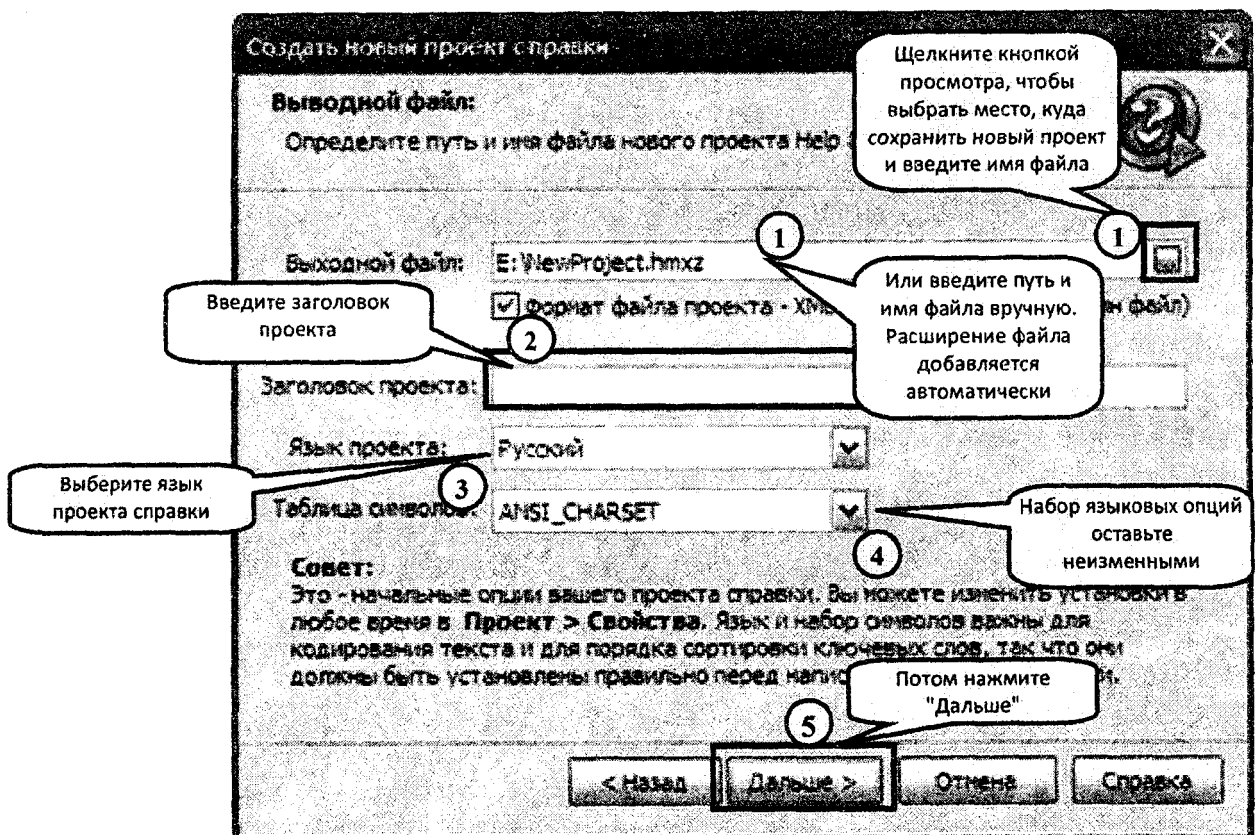 Создать новый проект справки
Щелкните кнопкой
просмотра, чтобы
выбрать место, куда
сохранить новый проект
и введите имя файла
Выводной файл:
Определите путь и имя файла нового проекта Help
1
1
Выходной файл:
E:\NewProject.hmxz
Или введите путь и
имя файла вручную.
Расширение файла
добавляется
автоматически
Введите заголовок
проекта
Формат файла проекта - файл)
2
Заголовок проекта:
Язык проекта:
Русский
Выберите язык
проекта справки
3
Таблица символов:
ANSI_CHARSET
Набор языковых опций
оставьте
неизменными
4
Совет:
Это - начальные опции вашего проекта справки. Вы можете изменить установки в
любое время в Проект > Свойства. Язык и набор символов важны для
кодирования текста и для порядка сортировки ключевых слов, так что они
должны быть установлены правильно перед
Потом нажмите
"Дальше"
5
< Назад
Дальше >
Отмена
Справка